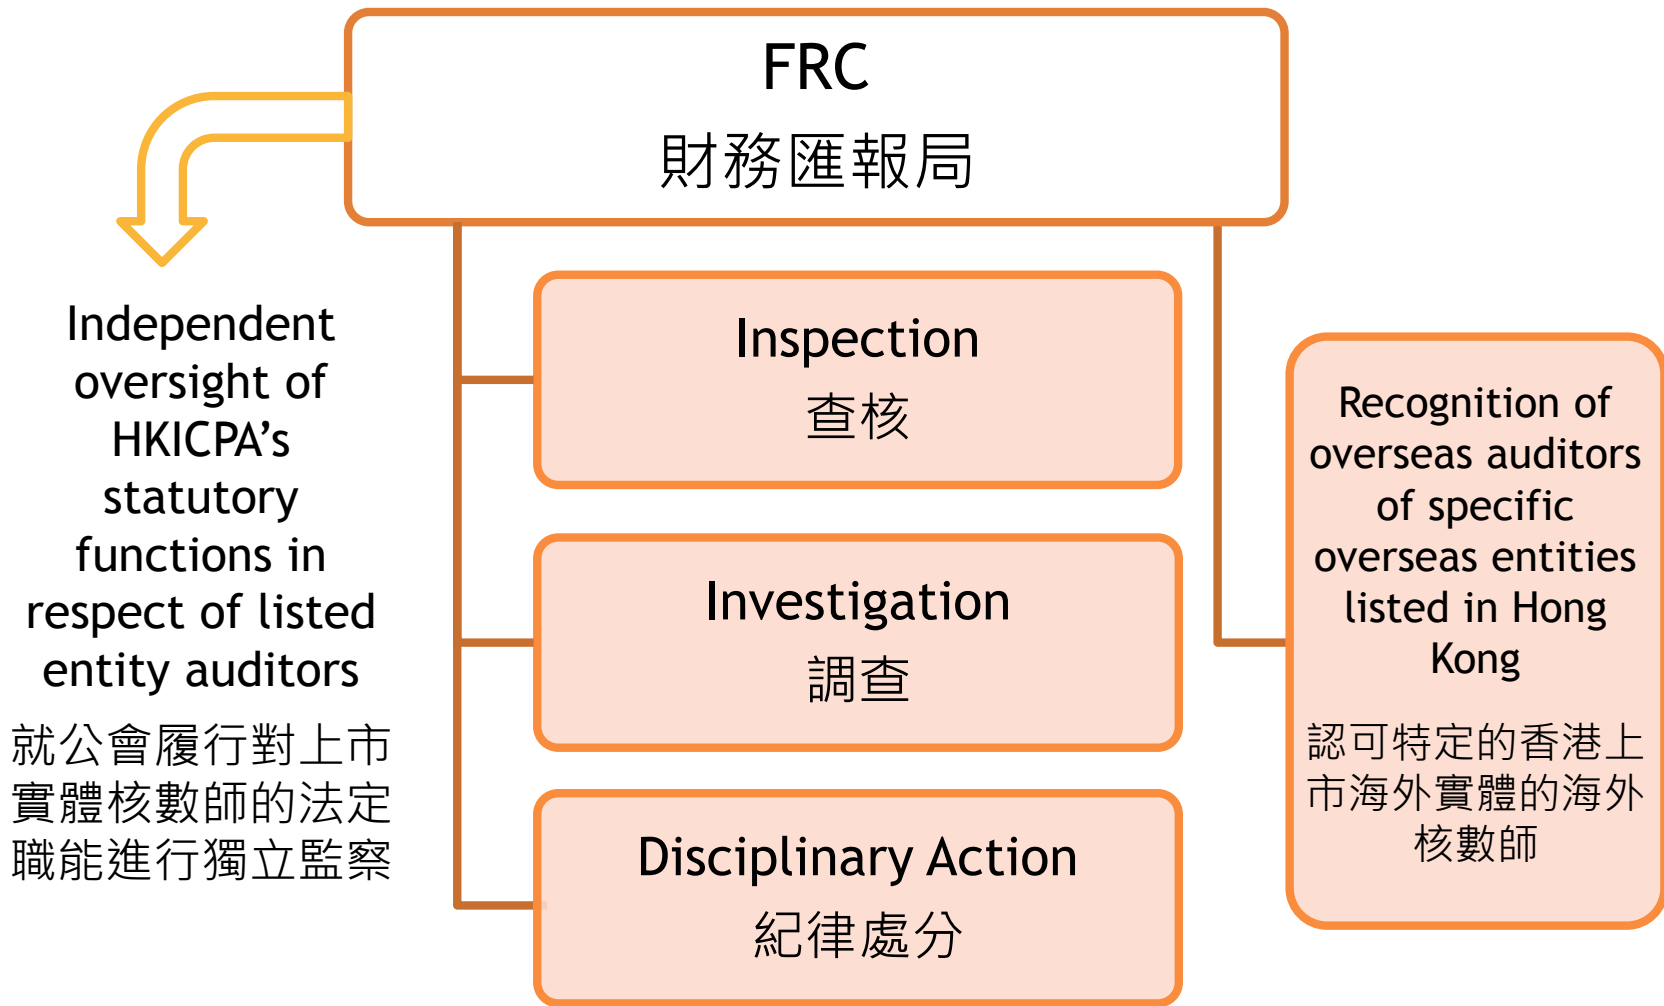 FRC
財務匯報局
Independent
oversight of
HKICPA’s
statutory
functions in
respect of listed
entity auditors
就公會履行對上市
實體核數師的法定
職能進行獨立監察
Inspection
查核
Investigation
調查
Disciplinary Action
紀律處分
Recognition of
overseas auditors
of specific
overseas entities
listed in Hong
Kong
認可特定的香港上
市海外實體的海外
核數師